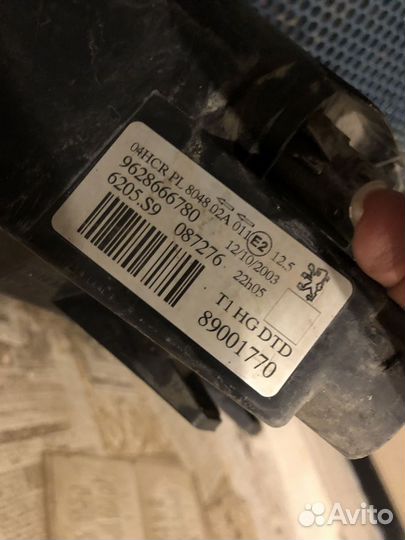 04HCR PL 8048 02A 011 E2 12.5
9628666780 12/10/2003
6205.S9 087276 22h05
T1 HG DTD
89001770
Avito